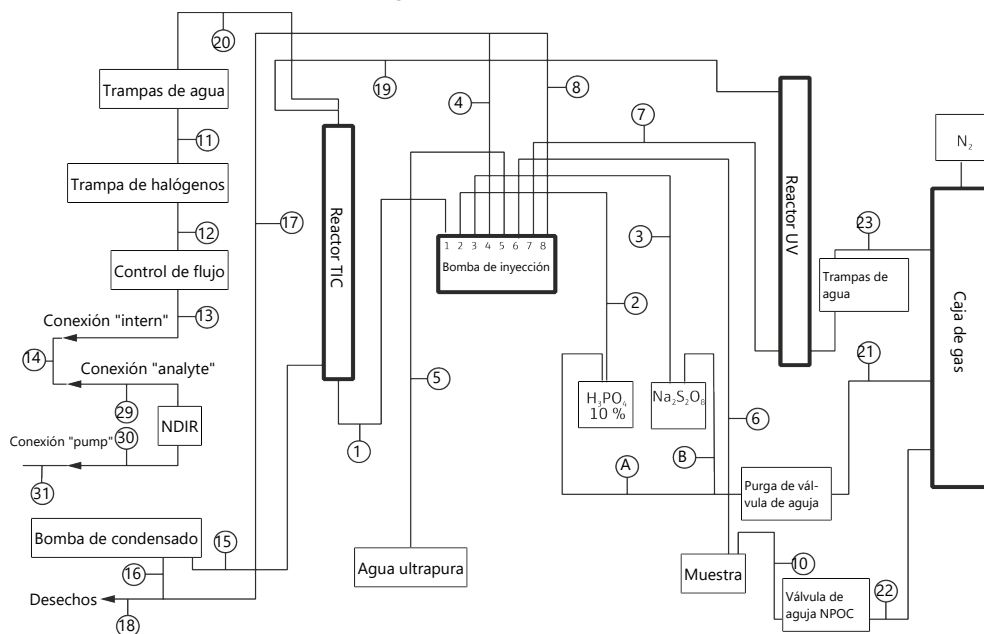 20
Trampas de agua
19
4
8
7
N₂
11
Trampa de halógenos
Reactor TIC
Reactor UV
12
17
1 2 3 4 5 6 7 8
Bomba de inyección
3
23
Control de flujo
Trampas de
agua
Caja de gas
2
13
Conexión "intern"
14
21
Conexión "analyte"
5
H₃PO₄
10 %
Na₂S₂O₈
29
NDIR
6
Conexión "pump"
30
1
B
31
A
Purga de vál-
vula de aguja
Bomba de condensado
15
16
Agua ultrapura
Muestra
10
Desechos
18
Válvula de
aguja NPOC
22